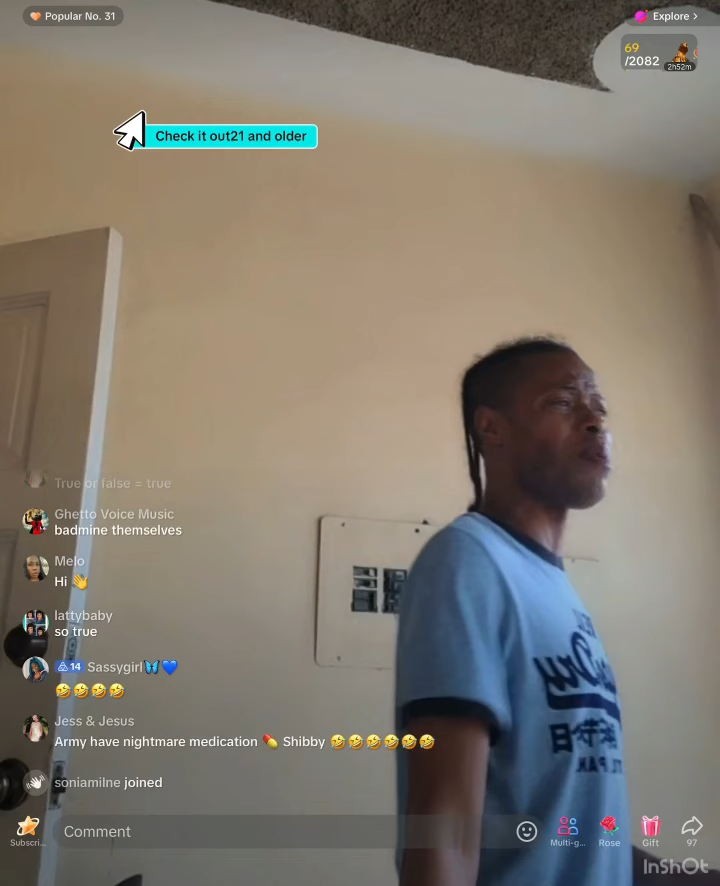 Popular No. 31
Explore >
69
/2082
2h52m
Check it out21 and older
True or false = true
Ghetto Voice Music
badmine themselves
Melo
Hi 👋
lattybaby
so true
14 Sassygirl🦋💙
🤣🤣🤣🤣
Jess & Jesus
Army have nightmare medication 💊 Shibby 🤣🤣🤣🤣🤣🤣
soniamilne joined
Comment
Subscri...
Multi-g...
Rose
Gift
97
InShOt